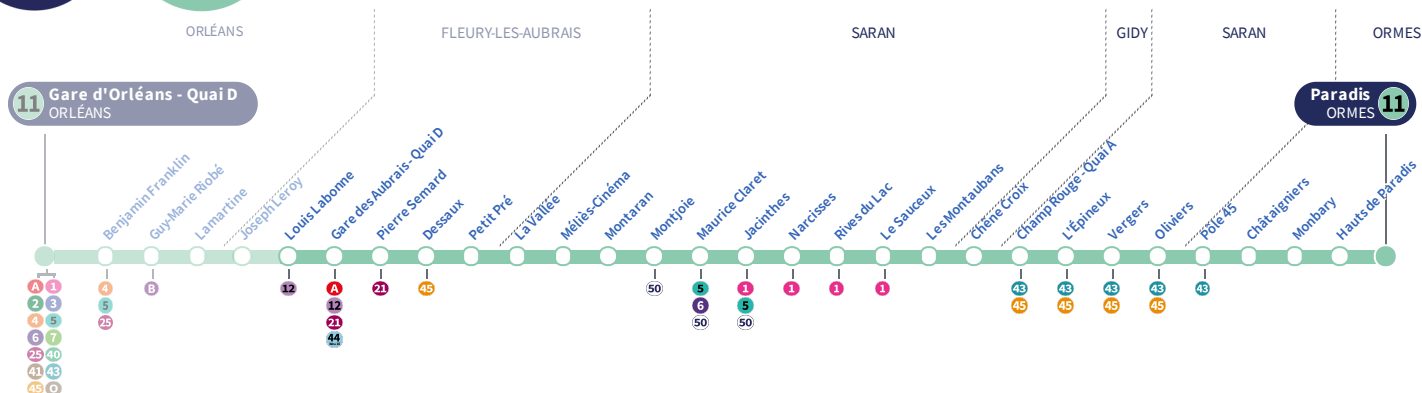 ORLÉANS
FLEURY-LES-AUBRAIS
SARAN
GIDY
SARAN
ORMES
11
Gare d'Orléans - Quai D
ORLÉANS
Paradis
ORMES
11
Benjamin Franklin
Guy-Marie Riobé
Lamartine
Joseph Leroy
Louis Labonne
Gare des Aubrais - Quai D
Pierre Semard
Dessaux
Petit Pré
La Vallée
Méliès-Cinéma
Montaran
Montjoie
Maurice Claret
Jacinthes
Narcisses
Rives du Lac
Le Sauceux
Les Montaubans
Chêne Croix
Champ Rouge - Quai A
L'Épineux
Vergers
Oliviers
Pôle 45
Châtaigniers
Monbary
Hauts de Paradis
A 1
2 3
4 5
6 7
25 40
41 43
45 O
4
5
25
B
12
A
12
21
44
21
45
50
5
6
50
1
5
50
1
1
1
43
45
43
45
43
45
43
45
43